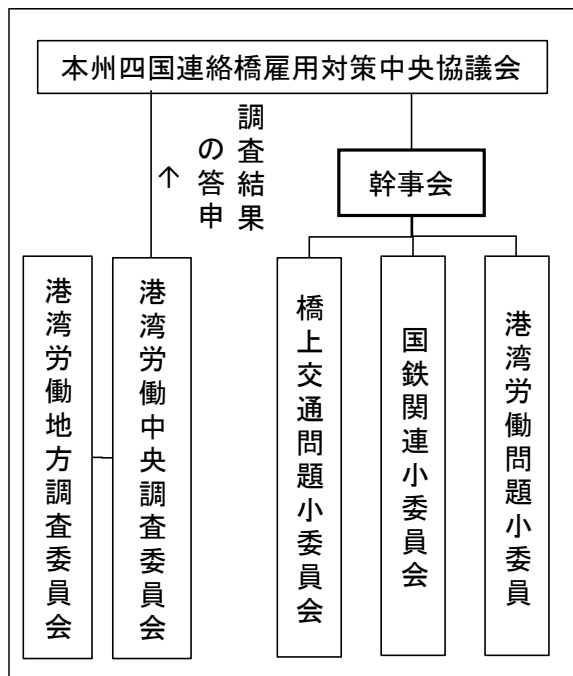 本州四国連絡橋雇用対策中央協議会
調査結果
の答申
↑
幹事会
港湾労働地方調査委員会
港湾労働中央調査委員会
橋上交通問題小委員会
国鉄関連小委員会
港湾労働問題小委員